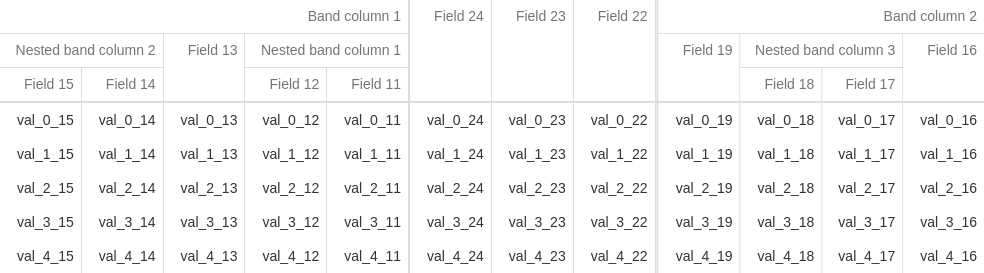 Band column 1 Field 24 Field 23 Field 22 Band column 2
Nested band column 2 Field 13 Nested band column 1 Field 19 Nested band column 3 Field 16
Field 15 Field 14 Field 12 Field 11 Field 18 Field 17
val_0_15 val_0_14 val_0_13 val_0_12 val_0_11 val_0_24 val_0_23 val_0_22 val_0_19 val_0_18 val_0_17 val_0_16
val_1_15 val_1_14 val_1_13 val_1_12 val_1_11 val_1_24 val_1_23 val_1_22 val_1_19 val_1_18 val_1_17 val_1_16
val_2_15 val_2_14 val_2_13 val_2_12 val_2_11 val_2_24 val_2_23 val_2_22 val_2_19 val_2_18 val_2_17 val_2_16
val_3_15 val_3_14 val_3_13 val_3_12 val_3_11 val_3_24 val_3_23 val_3_22 val_3_19 val_3_18 val_3_17 val_3_16
val_4_15 val_4_14 val_4_13 val_4_12 val_4_11 val_4_24 val_4_23 val_4_22 val_4_19 val_4_18 val_4_17 val_4_16